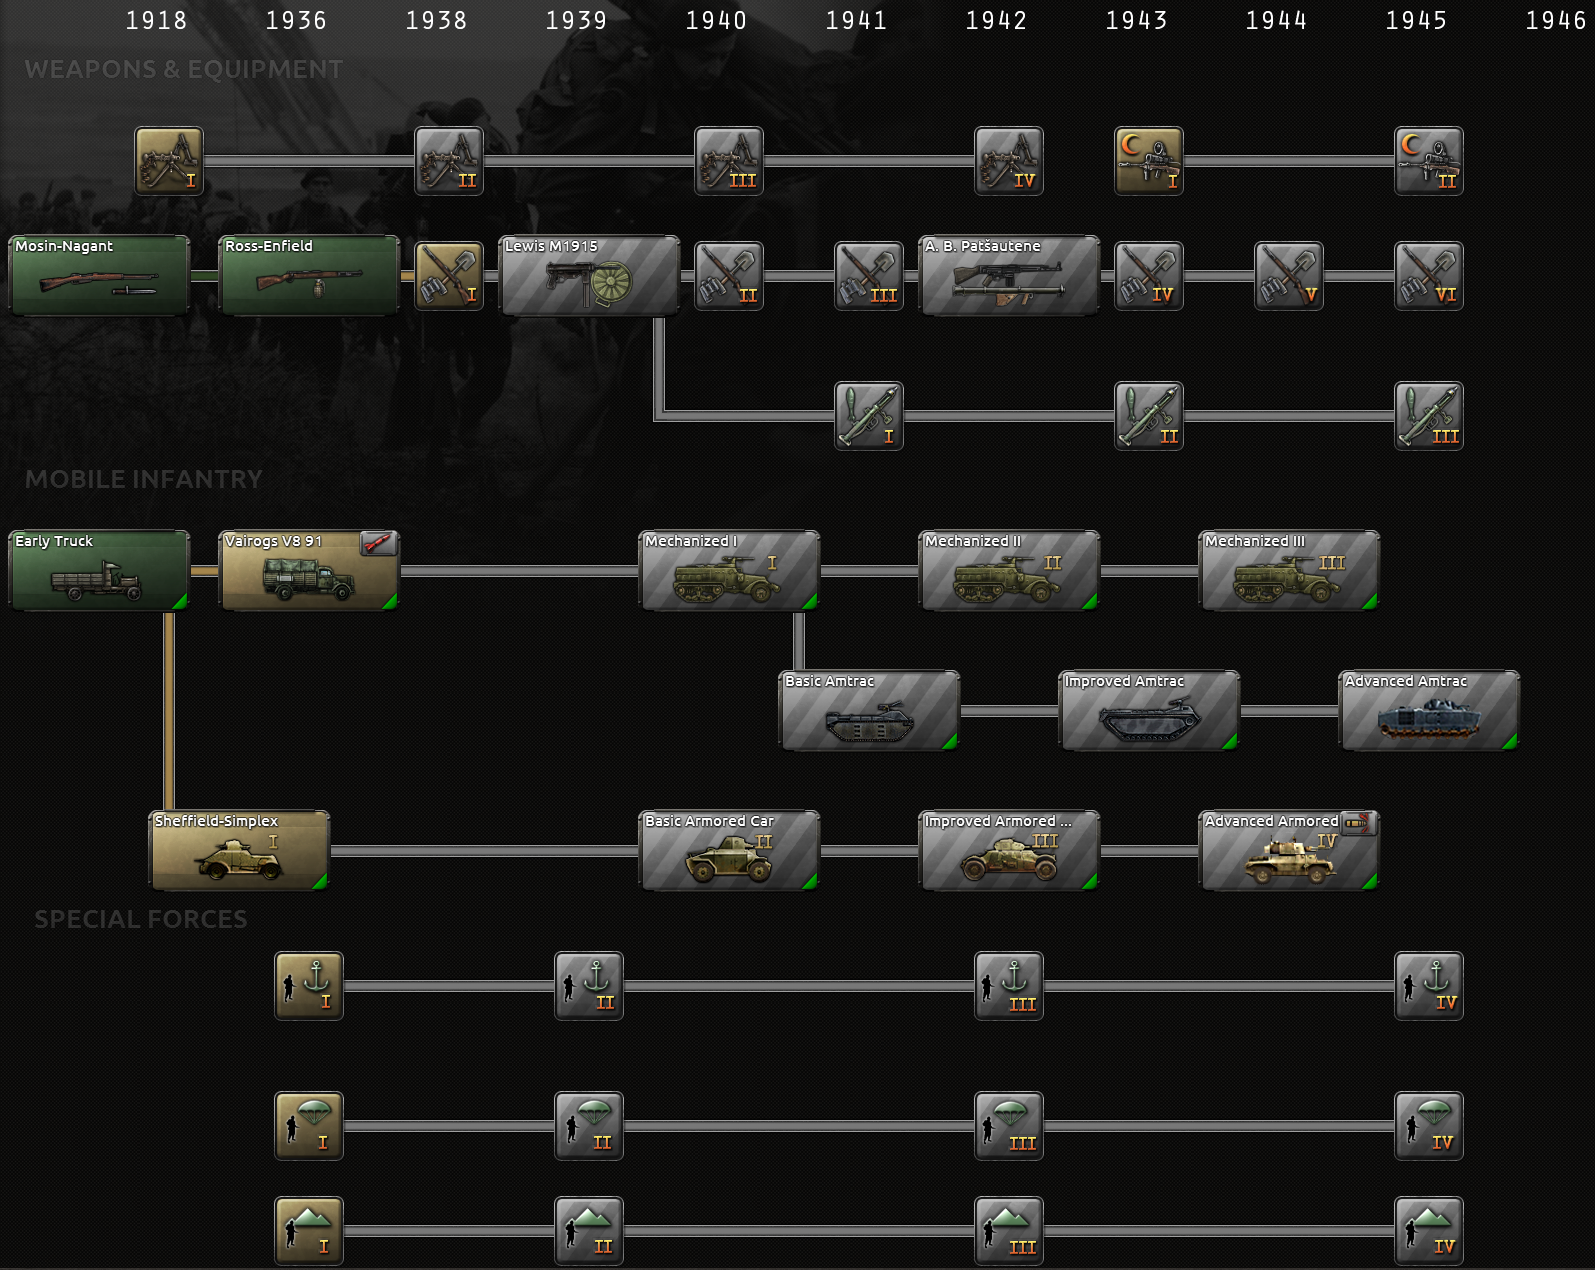 1918 1936 1938 1939 1940 1941 1942 1943 1944 1945 1946
WEAPONS & EQUIPMENT
I II III IV I II
Mosin-Nagant Ross-Enfield Lewis M1915 A. B. Patšautene
I II III IV V VI
I II III
MOBILE INFANTRY
Early Truck Vairogs V8 91 Mechanized I Mechanized II Mechanized III
I II III
Basic Amtrac Improved Amtrac Advanced Amtrac
Sheffield-Simplex Basic Armored Car Improved Armored ... Advanced Armored
I II III IV
SPECIAL FORCES
I II III IV
I II III IV
I II III IV